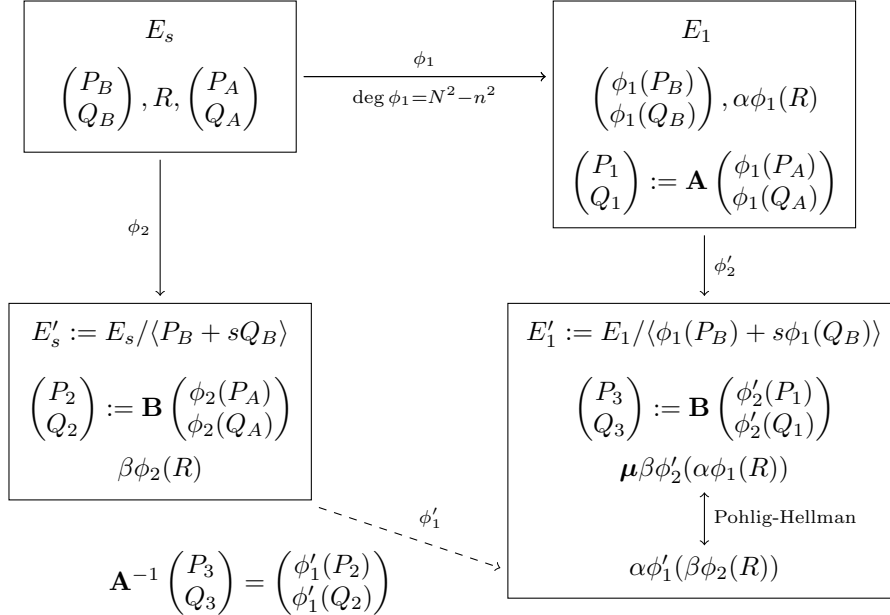 E_s
(P_B Q_B), R, (P_A Q_A)
ϕ_1
deg ϕ_1=N^2−n^2
E_1
(ϕ_1(P_B) ϕ_1(Q_B)), αϕ_1(R)
(P_1 Q_1) := A (ϕ_1(P_A) ϕ_1(Q_A))
ϕ_2
ϕ'_2
E'_s := E_s/⟨P_B + sQ_B⟩
(P_2 Q_2) := B (ϕ_2(P_A) ϕ_2(Q_A))
βϕ_2(R)
E'_1 := E_1/⟨ϕ_1(P_B) + sϕ_1(Q_B)⟩
(P_3 Q_3) := B (ϕ'_2(P_1) ϕ'_2(Q_1))
μβϕ'_2(αϕ_1(R))
Pohlig-Hellman
αϕ'_1(βϕ_2(R))
ϕ'_1
A^{−1} (P_3 Q_3) = (ϕ'_1(P_2) ϕ'_1(Q_2))